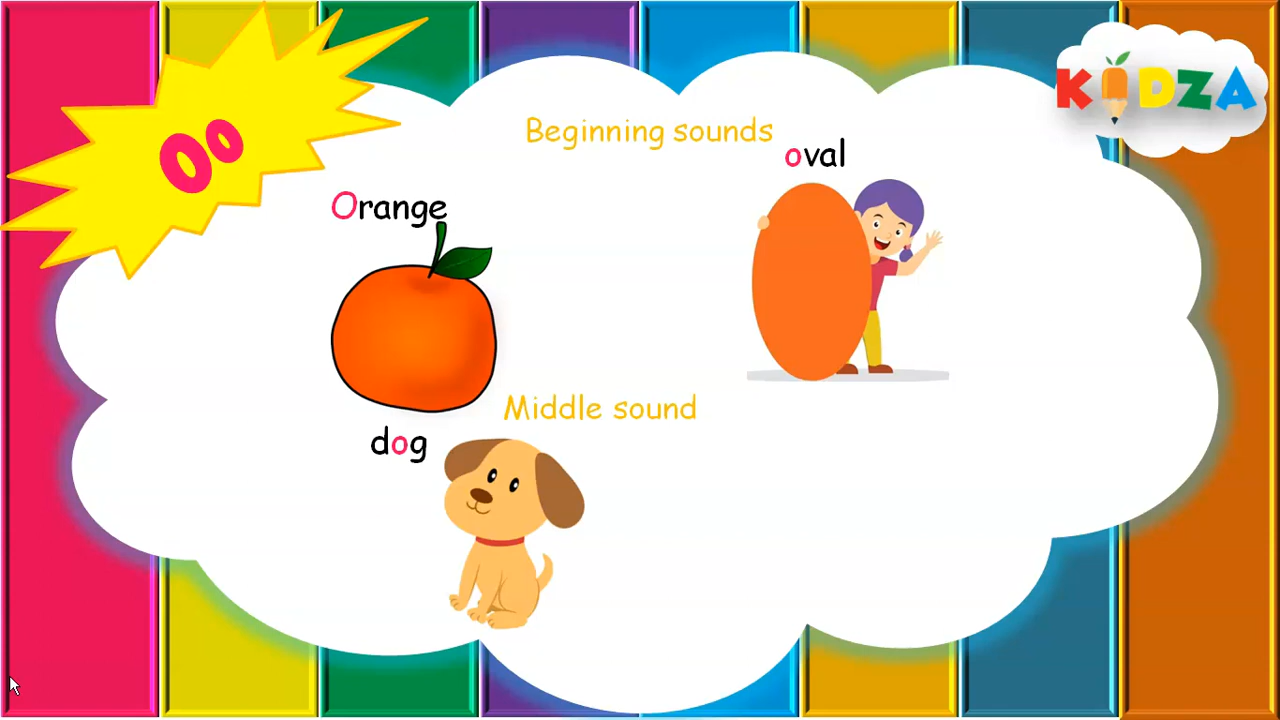 Oo
KIDZA
Beginning sounds
oval
Orange
Middle sound
dog